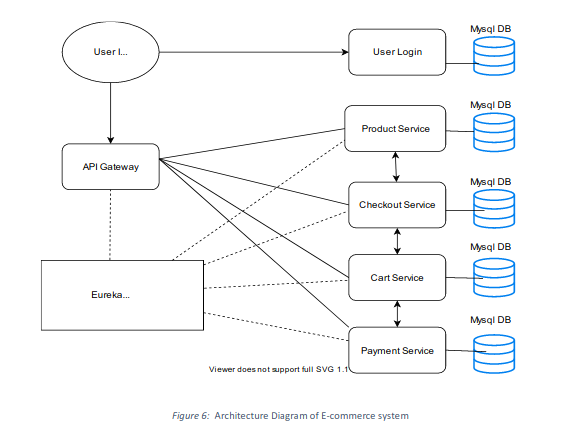 Mysql DB
User I...
User Login
Mysql DB
Product Service
API Gateway
Mysql DB
Checkout Service
Mysql DB
Cart Service
Eureka...
Mysql DB
Payment Service
Viewer does not support full SVG 1.1
Figure 6: Architecture Diagram of E-commerce system